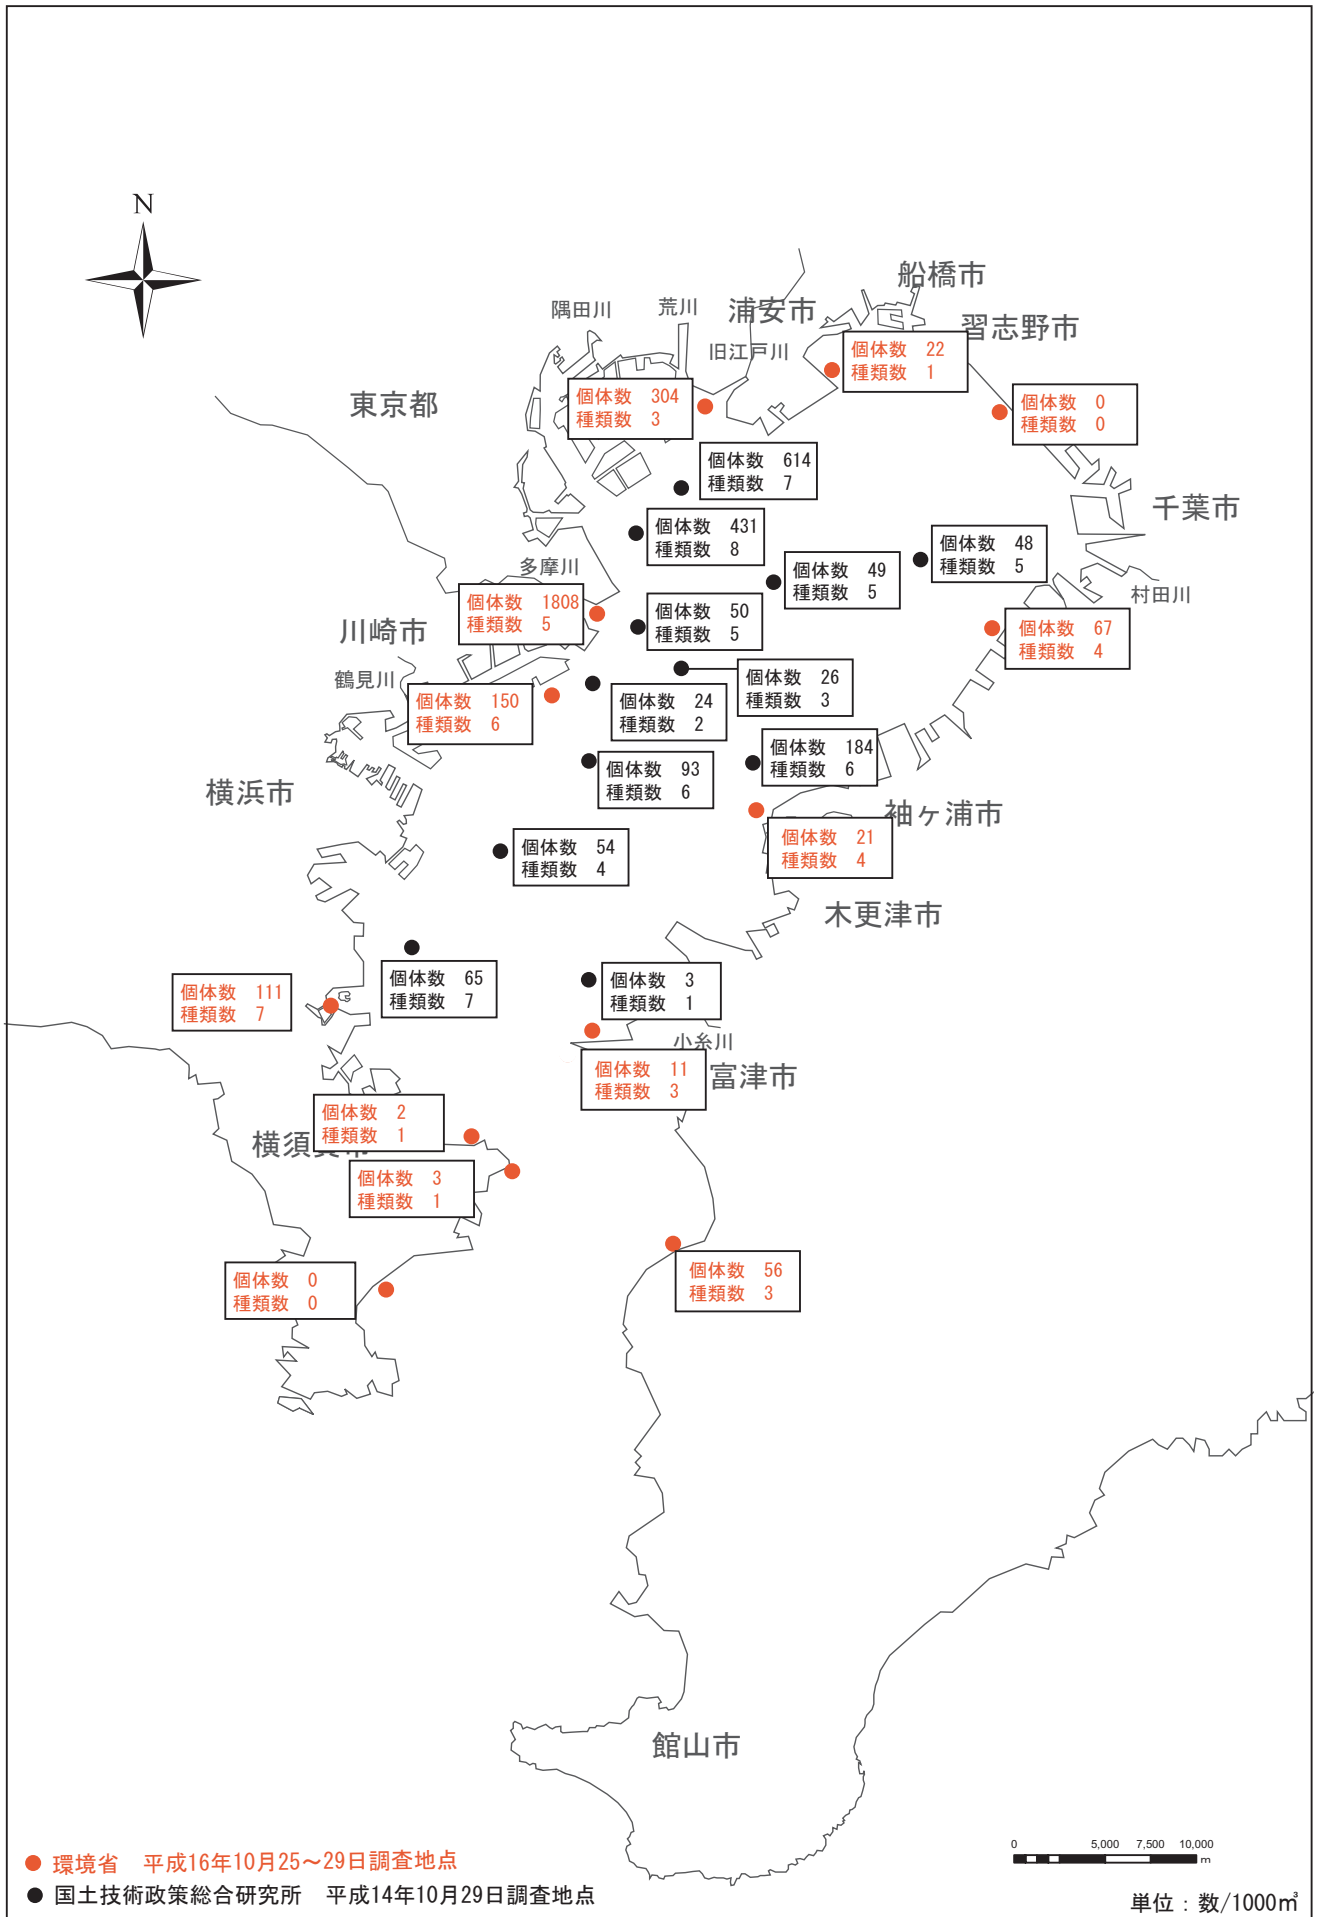 N
船橋市
隅田川
荒川
浦安市
習志野市
旧江戸川
個体数 22
種類数 1
東京都
個体数 304
種類数 3
個体数 0
種類数 0
個体数 614
種類数 7
千葉市
個体数 431
種類数 8
個体数 48
種類数 5
多摩川
個体数 49
種類数 5
村田川
個体数 1808
種類数 5
個体数 50
種類数 5
川崎市
個体数 67
種類数 4
鶴見川
個体数 26
種類数 3
個体数 150
種類数 6
個体数 24
種類数 2
個体数 184
種類数 6
個体数 93
種類数 6
横浜市
袖ヶ浦市
個体数 21
種類数 4
個体数 54
種類数 4
木更津市
個体数 65
種類数 7
個体数 3
種類数 1
個体数 111
種類数 7
小糸川
個体数 11
種類数 3
富津市
個体数 2
種類数 1
横須
個体数 3
種類数 1
個体数 0
種類数 0
個体数 56
種類数 3
館山市
0 5,000 7,500 10,000
m
環境省 平成16年10月25～29日調査地点
国土技術政策総合研究所 平成14年10月29日調査地点
単位：数/1000㎥